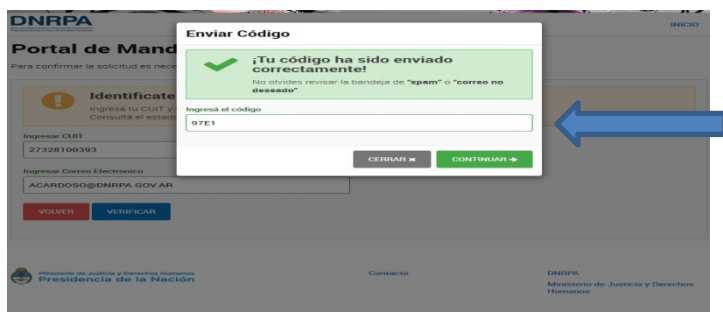 DNRPA
INICIO
Enviar Código
Portal de Mand
Para confirmar la solicitud es nece
¡Tu código ha sido enviado
correctamente!
No olvides revisar la bandeja de "spam" o "correo no
deseado".
Identificate
Ingresá tu CUIT y
Consultá el estad
Ingresá el código
97E1
Ingresar CUIT
27328100393
CERRAR ×
CONTINUAR →
Ingresar Correo Electronico
ACARDOSO@DNRPA.GOV.AR
VOLVER
VERIFICAR
Ministerio de Justicia y Derechos Humanos
Presidencia de la Nación
Contacto
DNRPA
Ministerio de Justicia y Derechos
Humanos